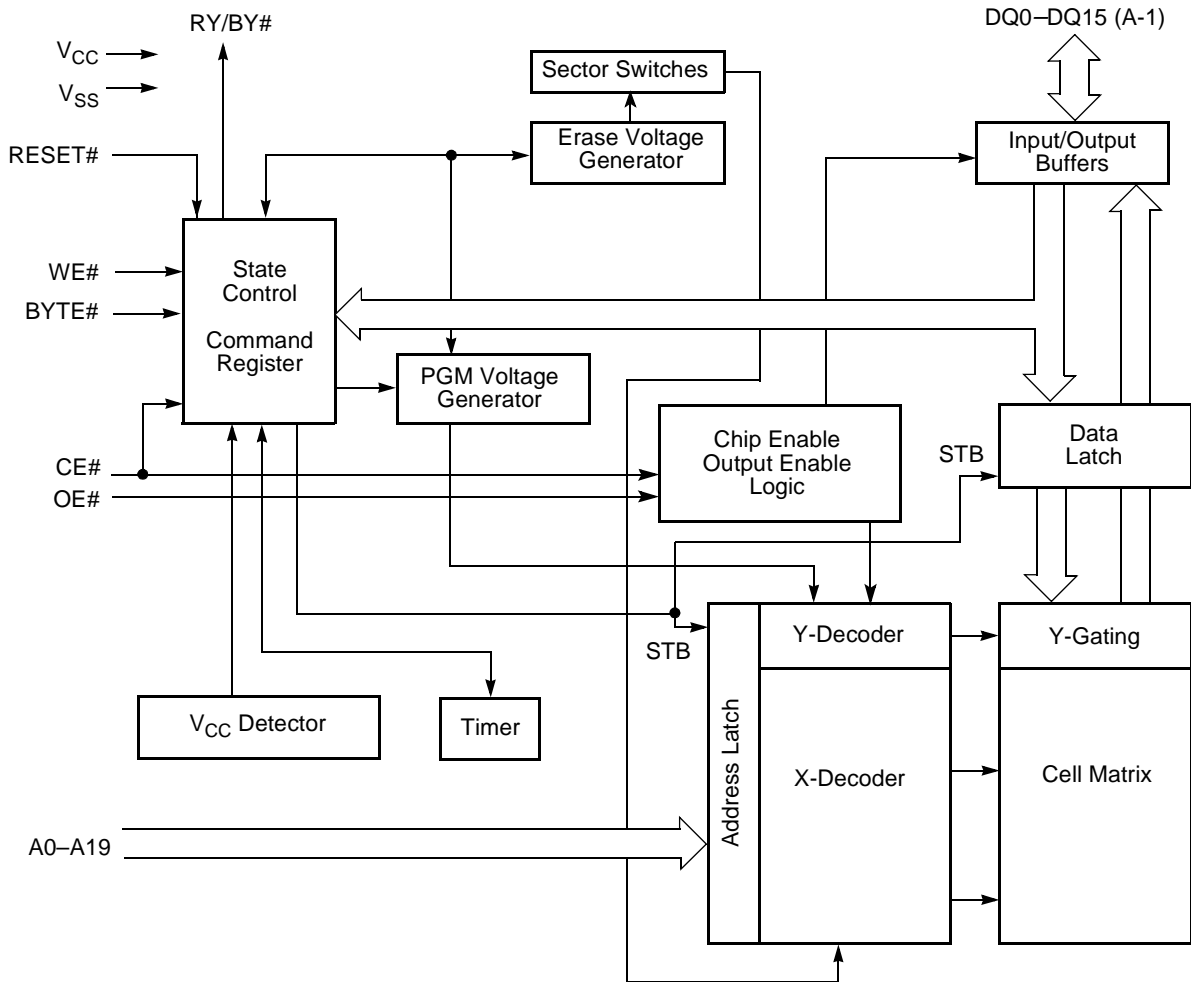 RY/BY#
DQ0–DQ15 (A-1)
VCC
VSS
Sector Switches
RESET#
Erase Voltage
Generator
Input/Output
Buffers
WE#
BYTE#
State
Control
Command
Register
PGM Voltage
Generator
Chip Enable
Output Enable
Logic
STB
Data
Latch
CE#
OE#
STB
Y-Decoder
Y-Gating
VCC Detector
Timer
Address Latch
X-Decoder
Cell Matrix
A0–A19